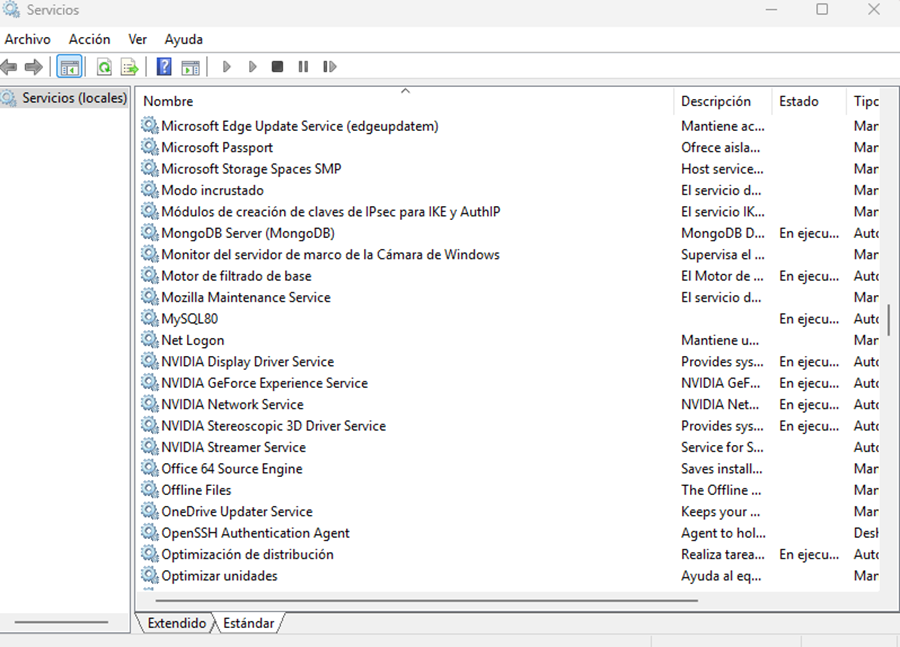 Servicios
Archivo Acción Ver Ayuda
Servicios (locales)
Nombre Descripción Estado Tipo
Microsoft Edge Update Service (edgeupdatem) Mantiene ac... Mar
Microsoft Passport Ofrece aisla... Mar
Microsoft Storage Spaces SMP Host service... Mar
Modo incrustado El servicio d... Mar
Módulos de creación de claves de IPsec para IKE y AuthIP El servicio IK... Mar
MongoDB Server (MongoDB) MongoDB D... En ejecu... Auto
Monitor del servidor de marco de la Cámara de Windows Supervisa el ... Mar
Motor de filtrado de base El Motor de ... En ejecu... Auto
Mozilla Maintenance Service El servicio d... Mar
MySQL80 En ejecu... Auto
Net Logon Mantiene u... Mar
NVIDIA Display Driver Service Provides sys... En ejecu... Auto
NVIDIA GeForce Experience Service NVIDIA GeF... En ejecu... Auto
NVIDIA Network Service NVIDIA Net... En ejecu... Auto
NVIDIA Stereoscopic 3D Driver Service Provides sys... En ejecu... Auto
NVIDIA Streamer Service Service for S... Auto
Office 64 Source Engine Saves install... Mar
Offline Files The Offline ... Mar
OneDrive Updater Service Keeps your ... Mar
OpenSSH Authentication Agent Agent to hol... Desh
Optimización de distribución Realiza tarea... En ejecu... Auto
Optimizar unidades Ayuda al eq... Mar
Extendido Estándar